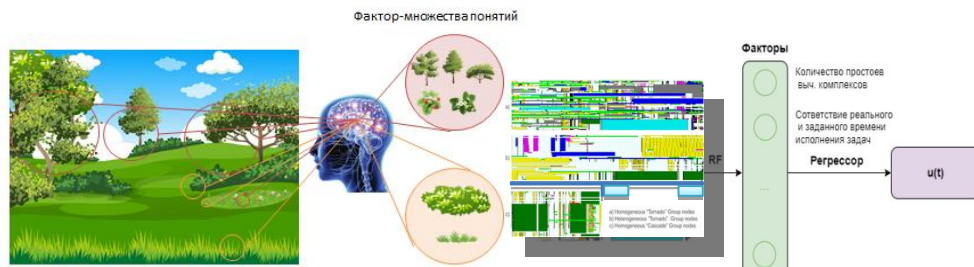 Фактор-множества понятий
Факторы
Количество простоев
выч. комплексов
Сответствие реального
и заданного времени
исполнения задач
RF
Регрессор
u(t)
....
a) Homogeneous "Tornado" Group nodes
b) Heterogeneous "Tornado" Group nodes
c) Homogeneous "Cascade" Group nodes